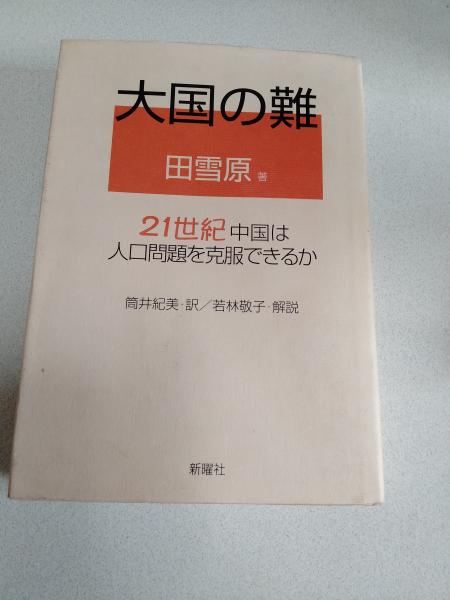 大国の難
田雪原 著
21世紀 中国は
人口問題を克服できるか
筒井紀美・訳/若林敬子・解説
新曜社